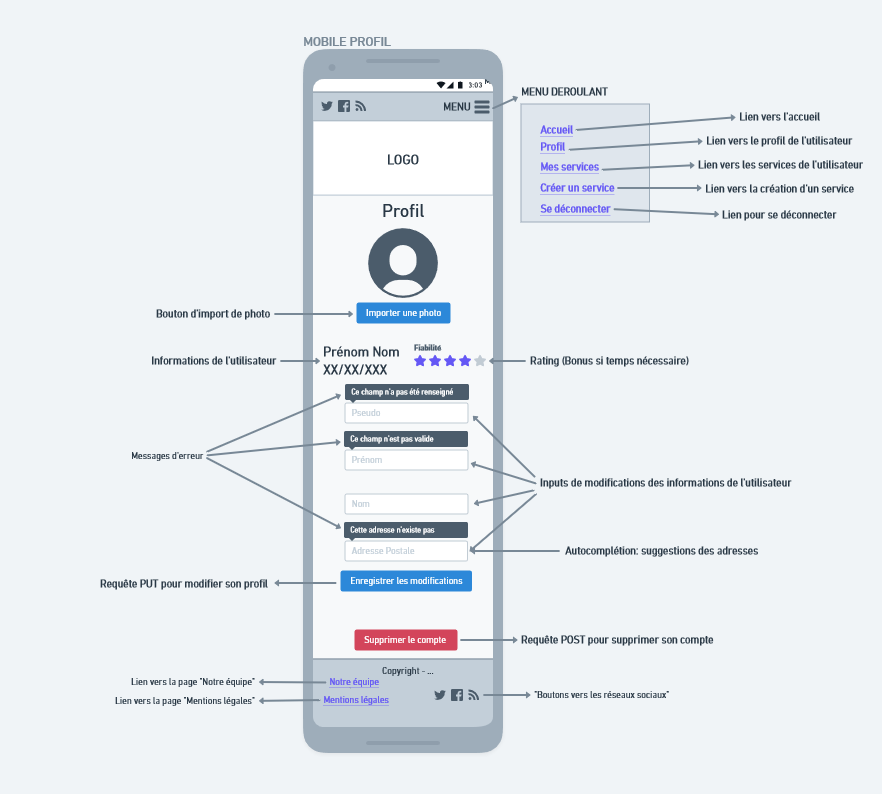 MOBILE PROFIL
3:03
MENU
MENU DEROULANT
LOGO
Accueil
Profil
Mes services
Créer un service
Se déconnecter
Lien vers l'accueil
Lien vers le profil de l'utilisateur
Lien vers les services de l'utilisateur
Lien vers la création d'un service
Lien pour se déconnecter
Profil
Bouton d'import de photo
Importer une photo
Informations de l'utilisateur
Prénom Nom
XX/XX/XXX
Fiabilité
Rating (Bonus si temps nécessaire)
Ce champ n'a pas été renseigné
Pseudo
Ce champ n'est pas valide
Prénom
Messages d'erreur
Nom
Inputs de modifications des informations de l'utilisateur
Cette adresse n'existe pas
Adresse Postale
Autocomplétion: suggestions des adresses
Requête PUT pour modifier son profil
Enregistrer les modifications
Supprimer le compte
Requête POST pour supprimer son compte
Copyright - ...
Lien vers la page "Notre équipe"
Notre équipe
Lien vers la page "Mentions légales"
Mentions légales
"Boutons vers les réseaux sociaux"